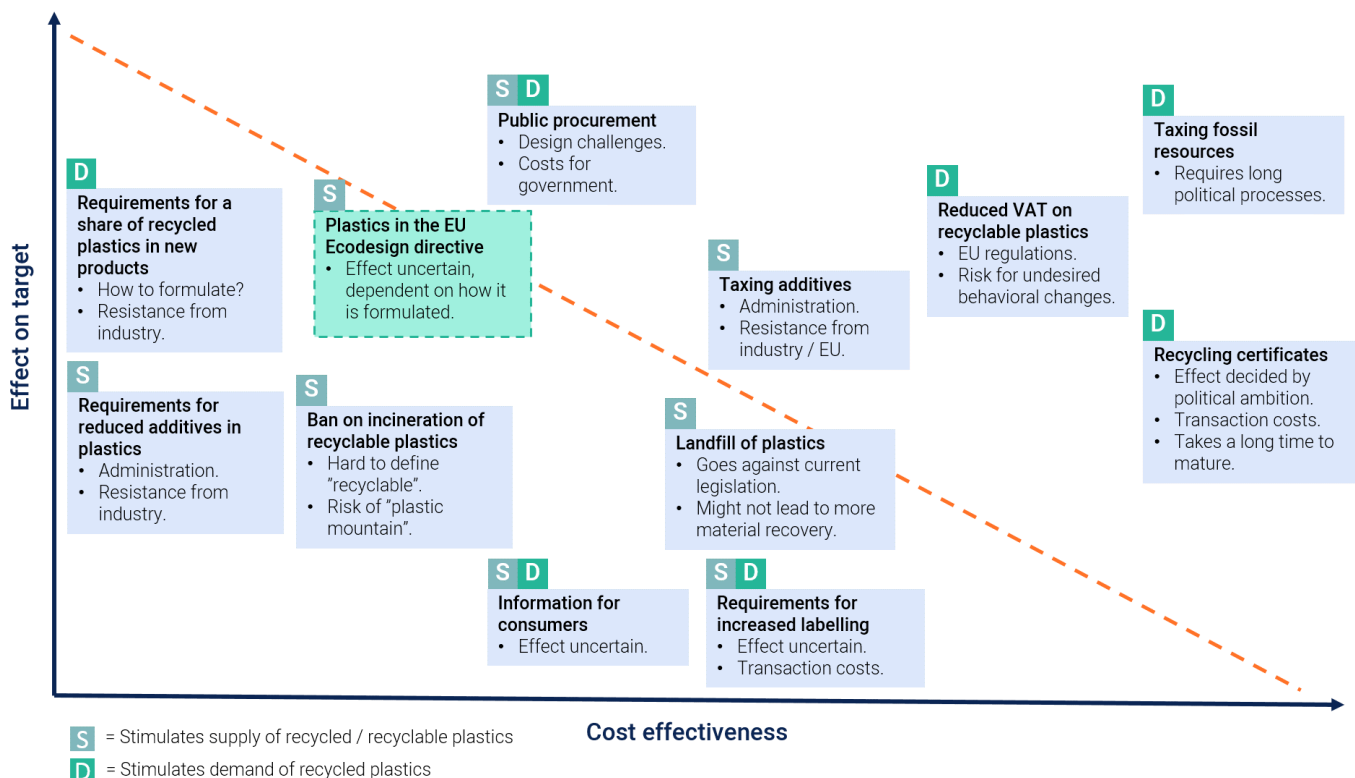 Effect on target
S D
Public procurement
• Design challenges.
• Costs for
government.
D
Taxing fossil
resources
• Requires long
political processes.
D
Requirements for a
share of recycled
plastics in new
products
• How to formulate?
• Resistance from
industry.
S
Plastics in the EU
Ecodesign directive
• Effect uncertain,
dependent on how it
is formulated.
D
Reduced VAT on
recyclable plastics
• EU regulations.
• Risk for undesired
behavioral changes.
S
Taxing additives
• Administration.
• Resistance from
industry / EU.
D
Recycling certificates
• Effect decided by
political ambition.
• Transaction costs.
• Takes a long time to
mature.
S
Requirements for
reduced additives in
plastics
• Administration.
• Resistance from
industry.
S
Ban on incineration of
recyclable plastics
• Hard to define
”recyclable”.
• Risk of ”plastic
mountain”.
S
Landfill of plastics
• Goes against current
legislation.
• Might not lead to more
material recovery.
S D
Information for
consumers
• Effect uncertain.
S D
Requirements for
increased labelling
• Effect uncertain.
• Transaction costs.
Cost effectiveness
S = Stimulates supply of recycled / recyclable plastics
D = Stimulates demand of recycled plastics